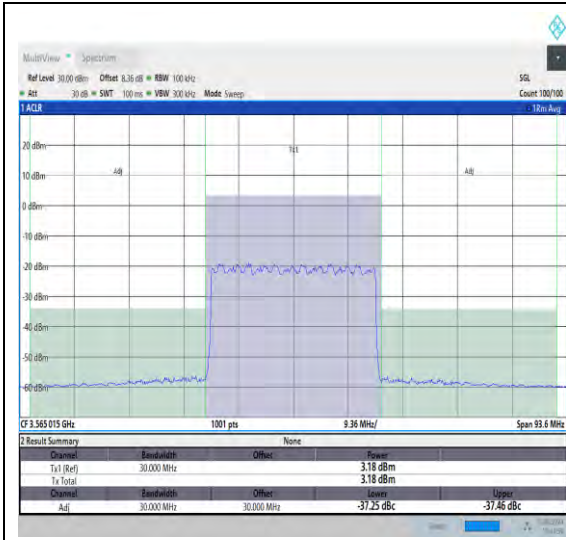 MultiView Spectrum
Ref Level 30.00 dBm Offset 8.36 dB RBW 100 kHz SGL
Att 30 dB SWT 100 ms VBW 300 kHz Mode Sweep Count 100/100
1 ACLR 1Rm Avg
20 dBm
Tx1
Adj Adj
10 dBm
0 dBm
-10 dBm
-20 dBm
-30 dBm
-40 dBm
-50 dBm
-60 dBm
CF 3.565 015 GHz 1001 pts 9.36 MHz/ Span 93.6 MHz
2 Result Summary None
Channel Bandwidth Offset Power
Tx1 (Ref) 30.000 MHz 3.18 dBm
Tx Total 3.18 dBm
Channel Bandwidth Offset Lower Upper
Adj 30.000 MHz 30.000 MHz -37.25 dBc -37.46 dBc